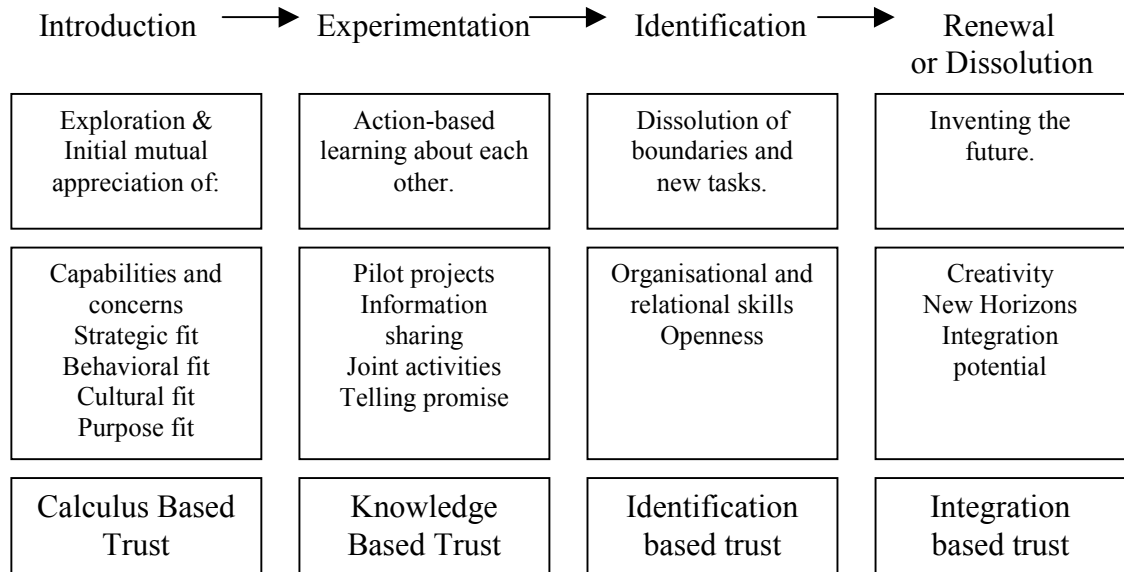 Introduction
Experimentation
Identification
Renewal
or Dissolution
Exploration &
Initial mutual
appreciation of:
Action-based
learning about each
other.
Dissolution of
boundaries and
new tasks.
Inventing the
future.
Capabilities and
concerns
Strategic fit
Behavioral fit
Cultural fit
Purpose fit
Pilot projects
Information
sharing
Joint activities
Telling promise
Organisational and
relational skills
Openness
Creativity
New Horizons
Integration
potential
Calculus Based
Trust
Knowledge
Based Trust
Identification
based trust
Integration
based trust